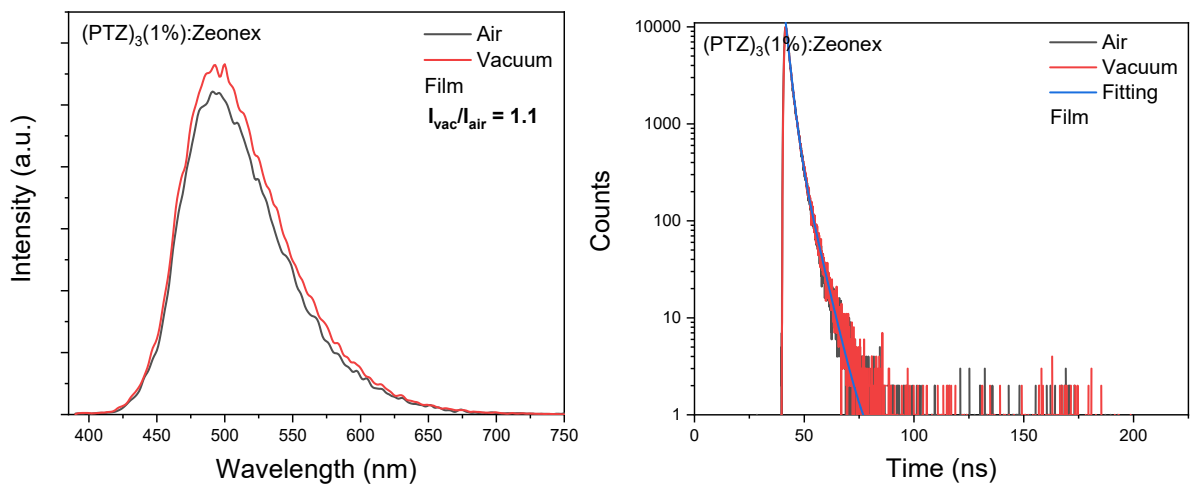 (PTZ)₃(1%):Zeonex
Air
Vacuum
Film
Iᵥₐc/Iₐᵢᵣ = 1.1
Intensity (a.u.)
400 450 500 550 600 650 700 750
Wavelength (nm)
(PTZ)₃(1%):Zeonex
Air
Vacuum
Fitting
Film
Counts
10000
1000
100
10
1
0 50 100 150 200
Time (ns)